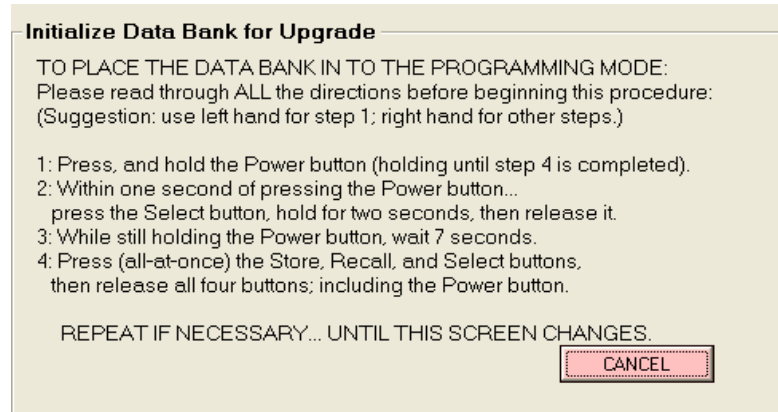 Initialize Data Bank for Upgrade
TO PLACE THE DATA BANK IN TO THE PROGRAMMING MODE:
Please read through ALL the directions before beginning this procedure:
(Suggestion: use left hand for step 1; right hand for other steps.)
1: Press, and hold the Power button (holding until step 4 is completed).
2: Within one second of pressing the Power button...
press the Select button, hold for two seconds, then release it.
3: While still holding the Power button, wait 7 seconds.
4: Press (all-at-once) the Store, Recall, and Select buttons,
then release all four buttons; including the Power button.
REPEAT IF NECESSARY... UNTIL THIS SCREEN CHANGES.
CANCEL